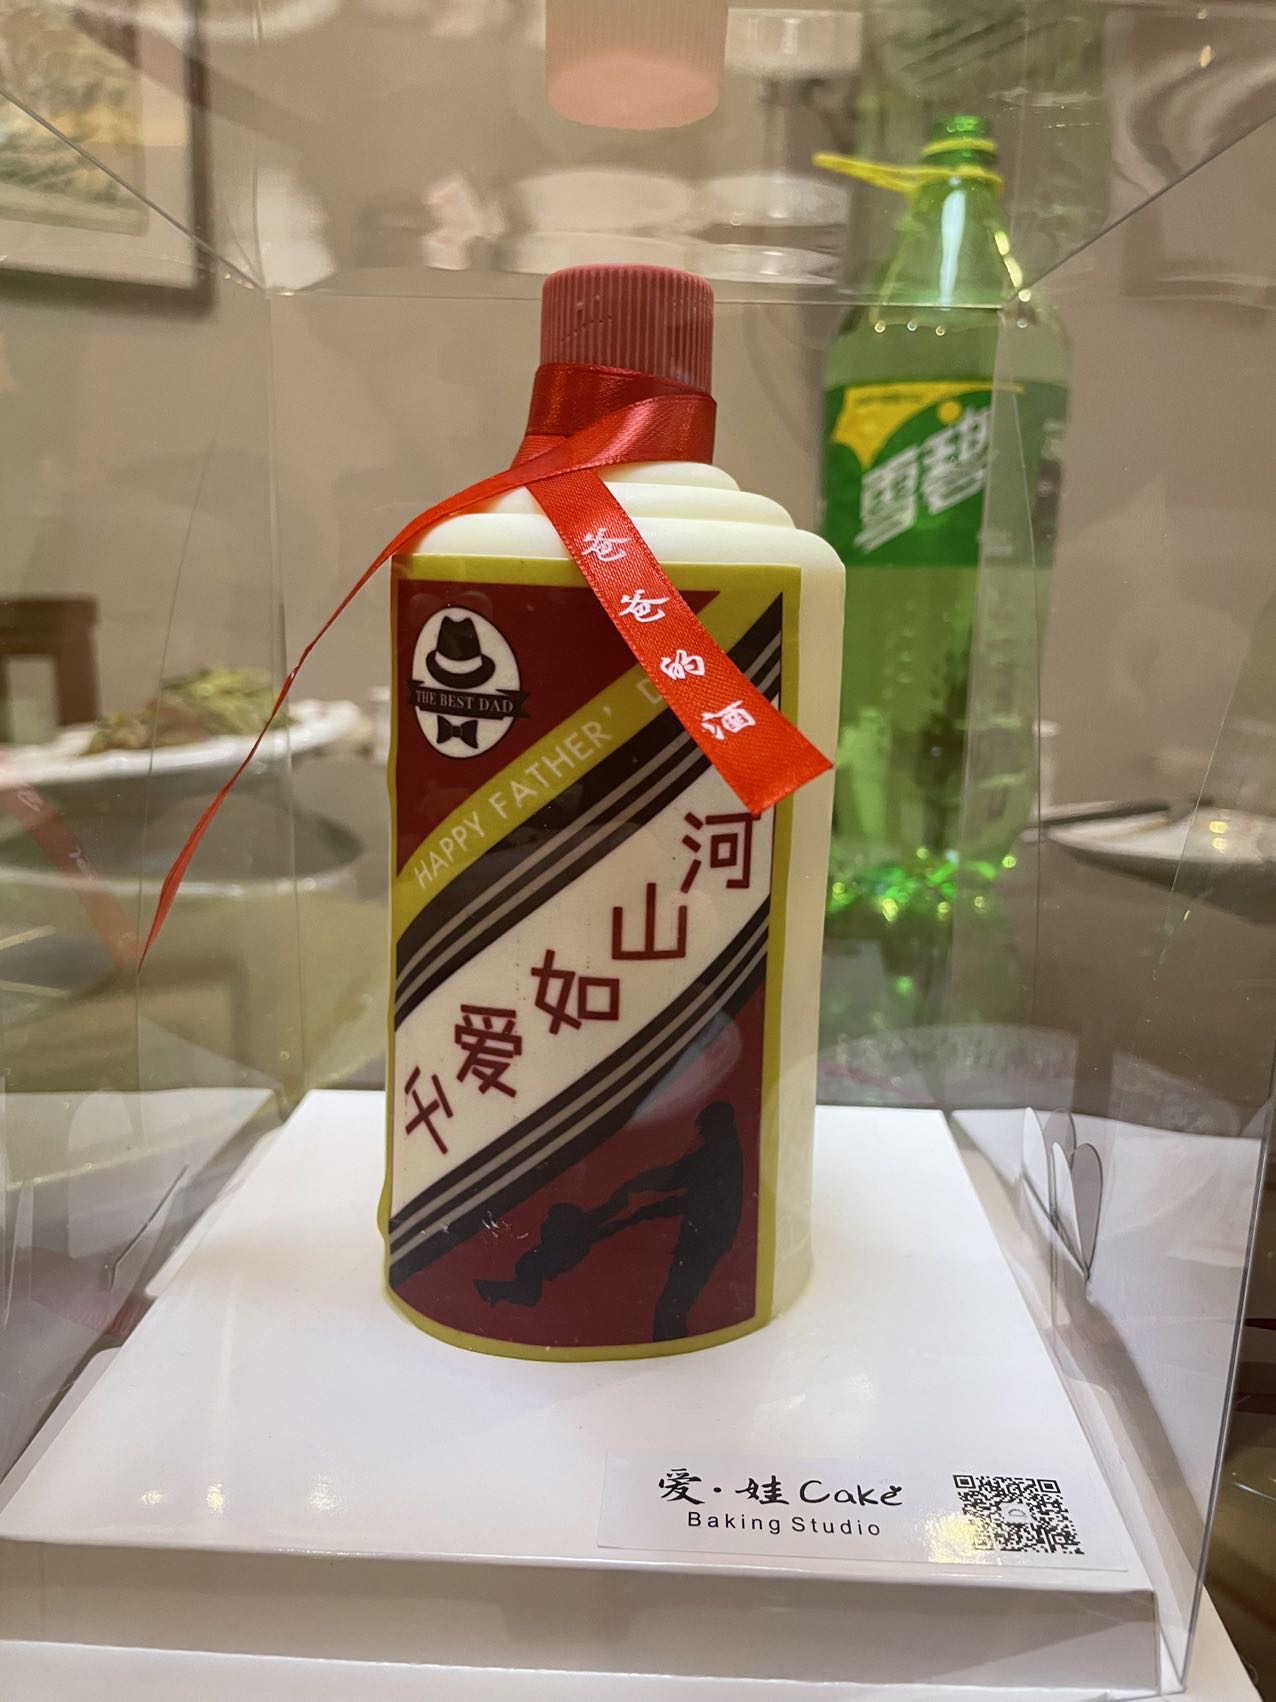 雪碧
爸爸的酒
THE BEST DAD
HAPPY FATHER' D
爱如山河
爱·娃Cake
Baking Studio